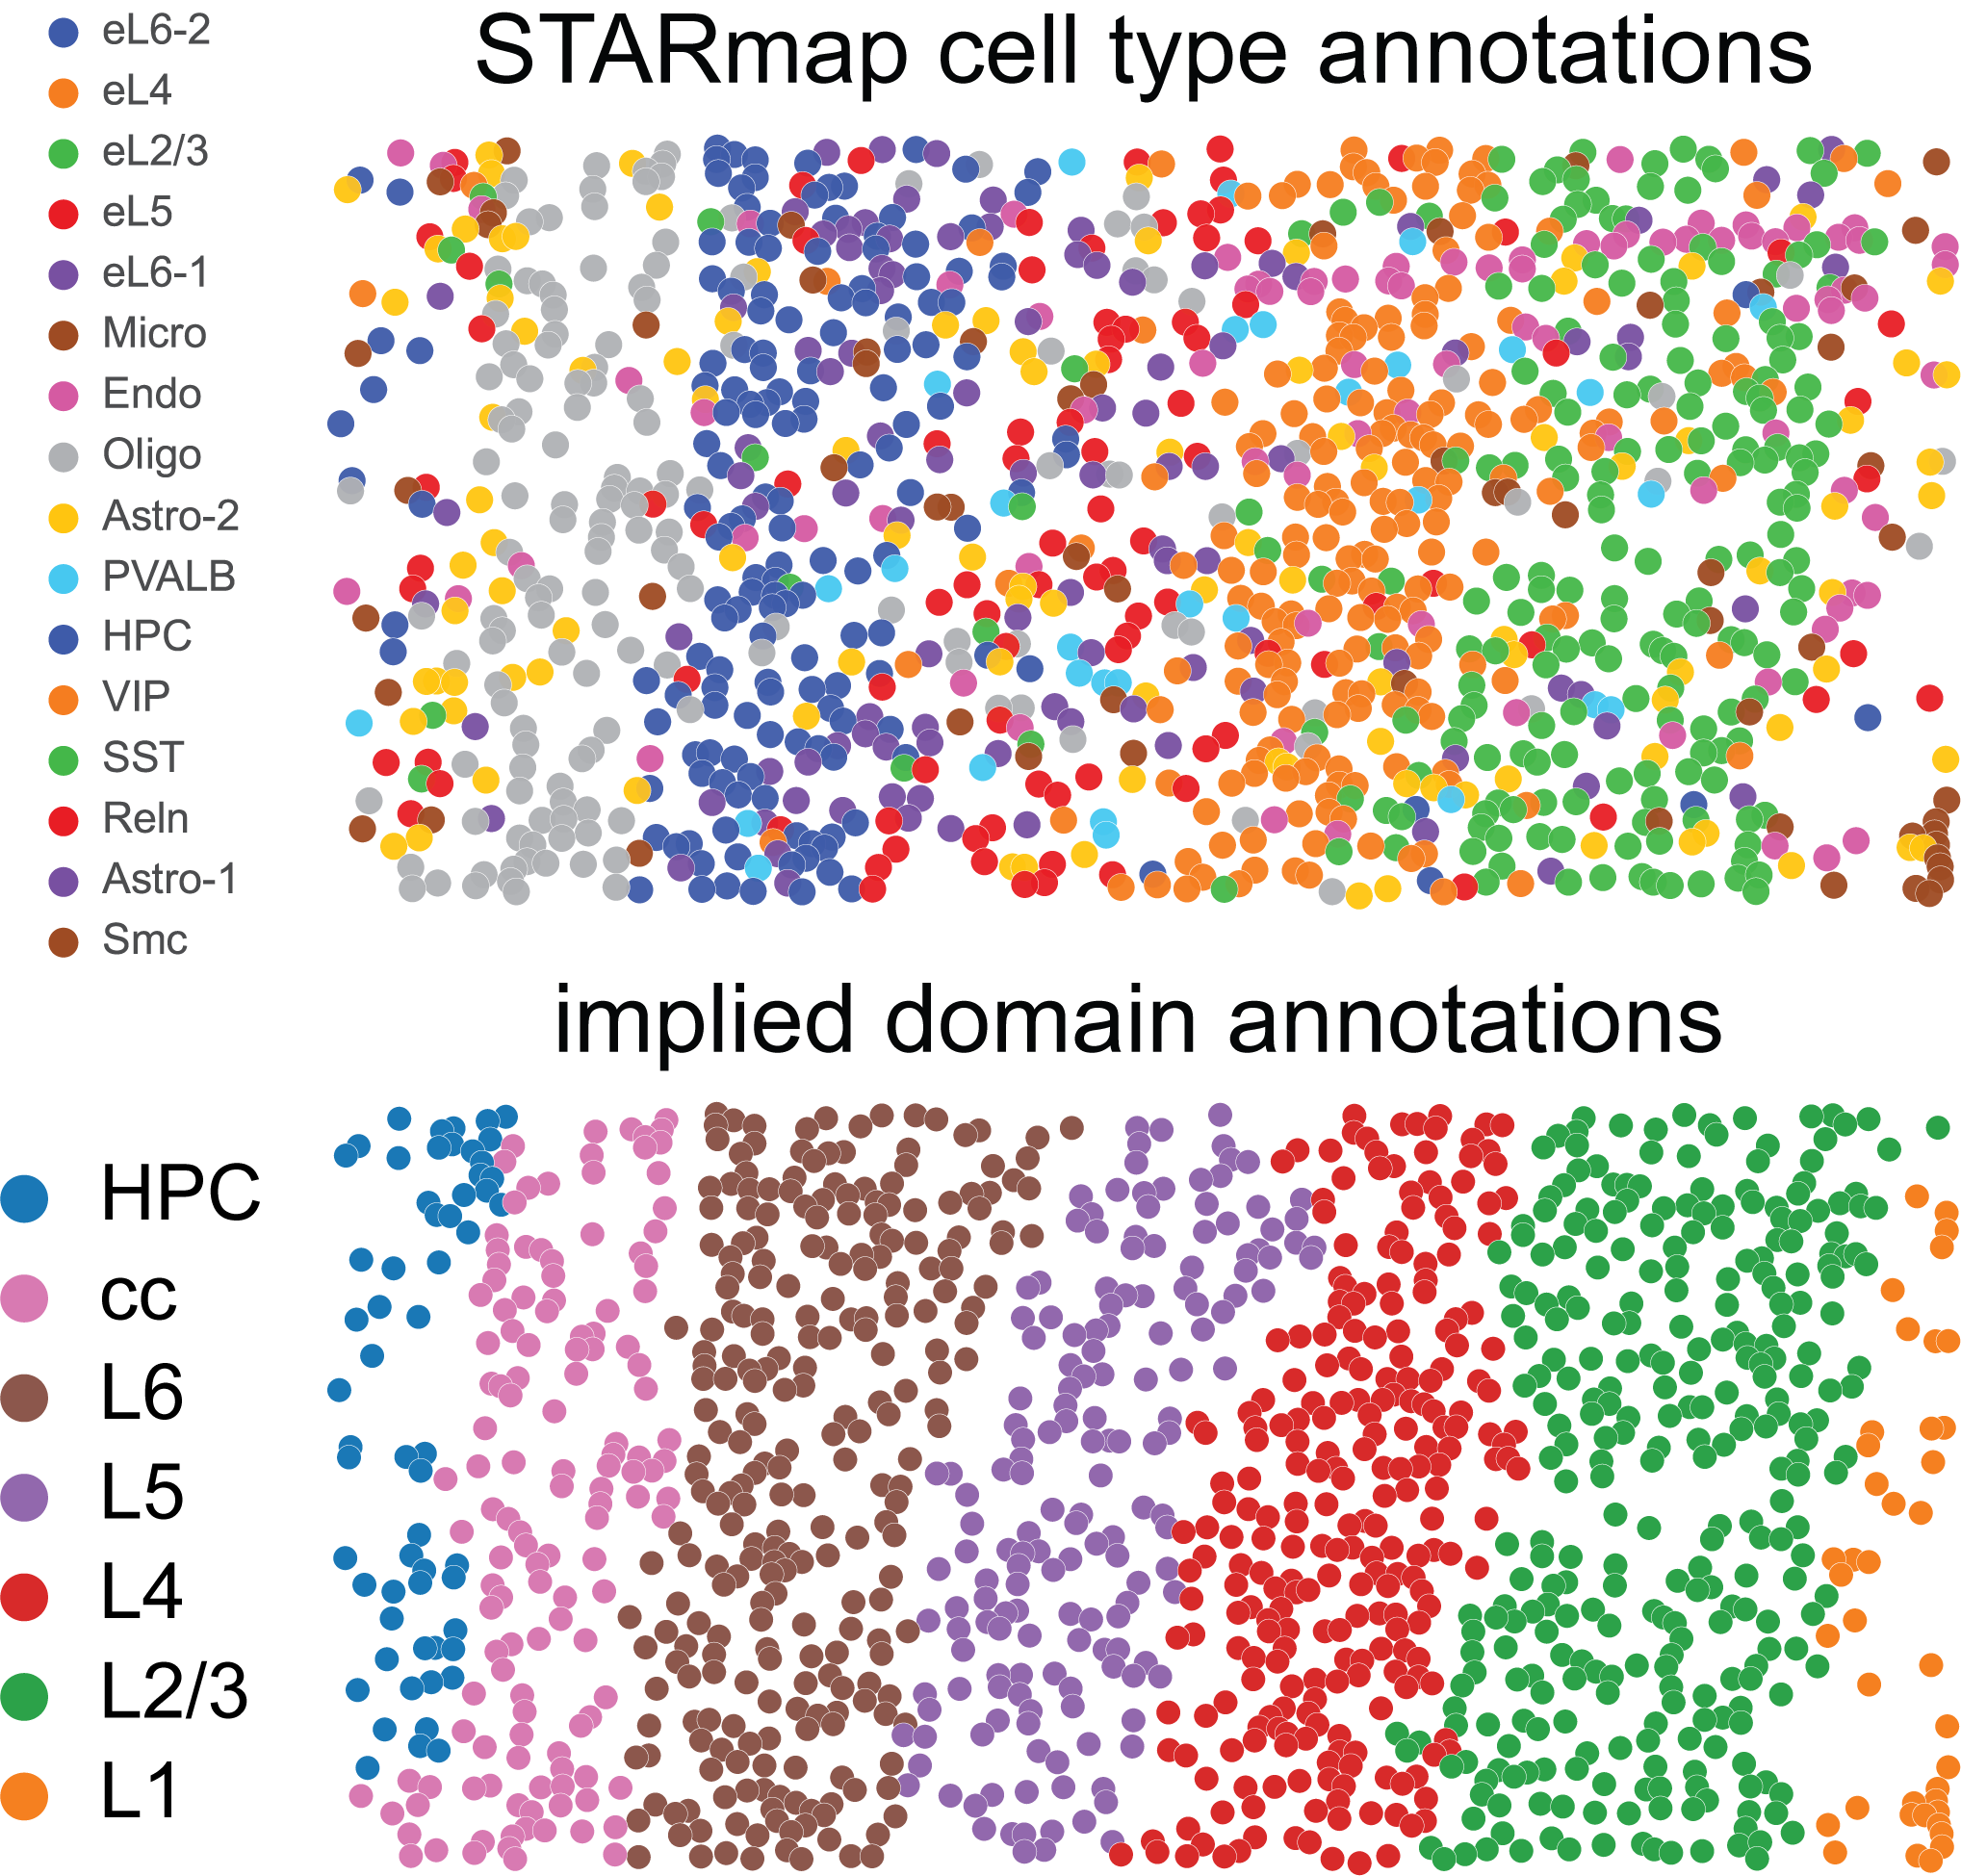 STARmap cell type annotations
eL6-2
eL4
eL2/3
eL5
eL6-1
Micro
Endo
Oligo
Astro-2
PVALB
HPC
VIP
SST
Reln
Astro-1
Smc
implied domain annotations
HPC
cc
L6
L5
L4
L2/3
L1